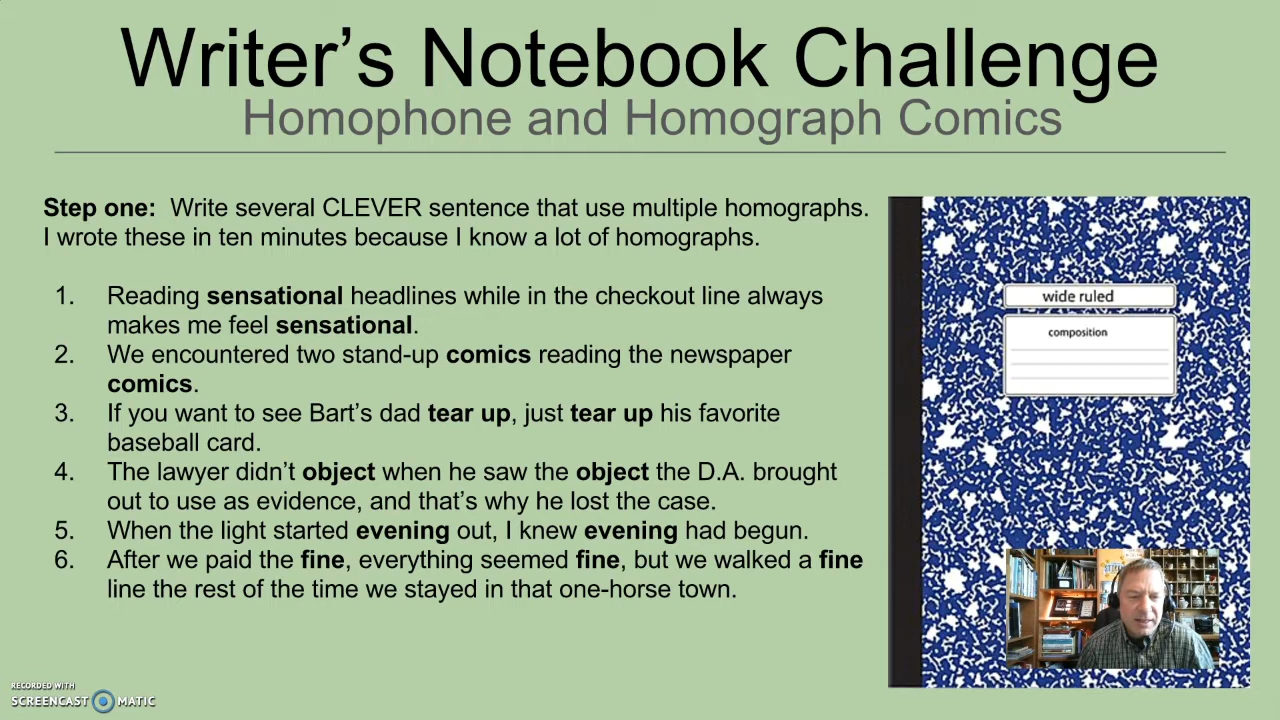 Writer's Notebook Challenge
Homophone and Homograph Comics
Step one: Write several CLEVER sentence that use multiple homographs.
I wrote these in ten minutes because I know a lot of homographs.
1. Reading sensational headlines while in the checkout line always
makes me feel sensational.
2. We encountered two stand-up comics reading the newspaper
comics.
3. If you want to see Bart's dad tear up, just tear up his favorite
baseball card.
4. The lawyer didn't object when he saw the object the D.A. brought
out to use as evidence, and that's why he lost the case.
5. When the light started evening out, I knew evening had begun.
6. After we paid the fine, everything seemed fine, but we walked a fine
line the rest of the time we stayed in that one-horse town.
wide ruled
composition
RECORDED WITH
SCREENCAST MATIC